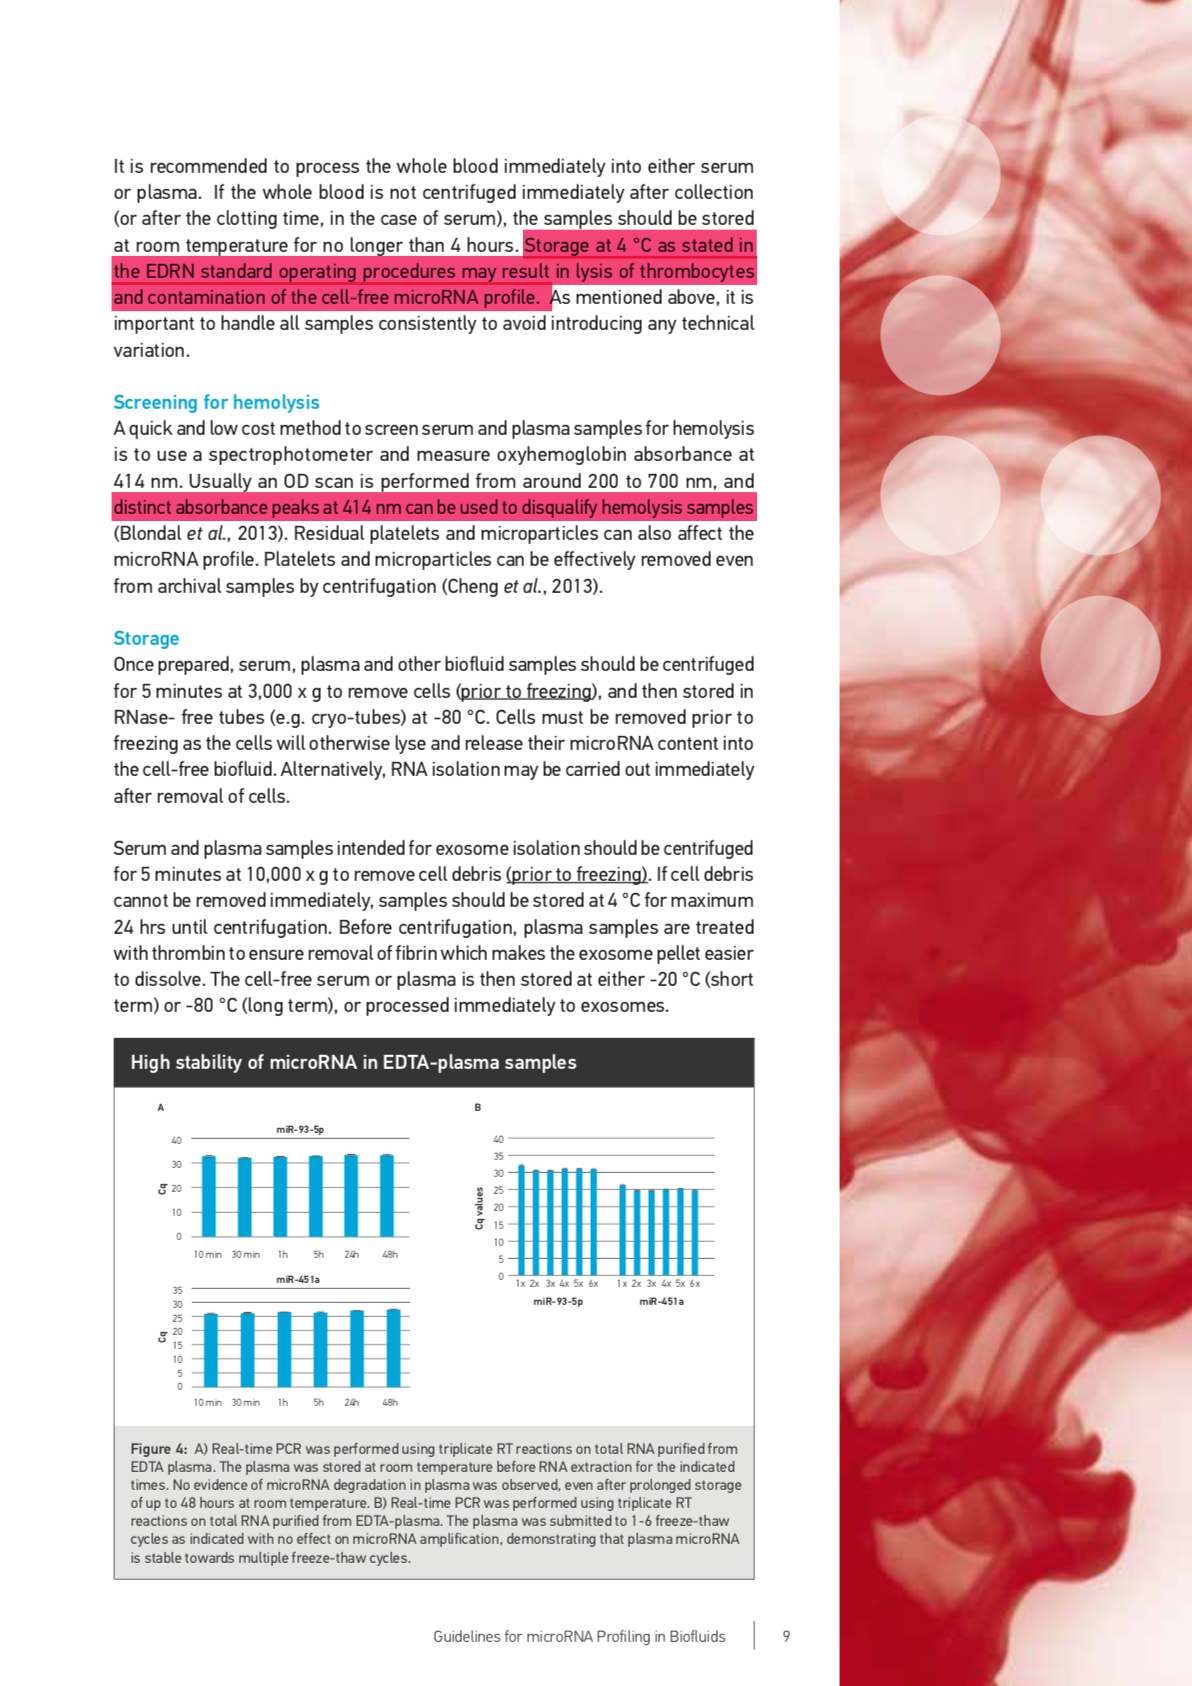 It is recommended to process the whole blood immediately into either serum
or plasma.  If the whole blood is not centrifuged immediately after collection
(or after the clotting time, in the case of serum), the samples should be stored
at room temperature for no longer than 4 hours. Storage at 4 °C as stated in
the EDRN standard operating procedures may result in lysis of thrombocytes
and contamination of the cell-free microRNA profile.  As mentioned above, it is
important to handle all samples consistently to avoid introducing any technical
variation.
Screening for hemolysis
A quick and low cost method to screen serum and plasma samples for hemolysis
is to use a spectrophotometer and measure oxyhemoglobin absorbance at
414 nm. Usually an OD scan is performed from around 200 to 700 nm, and
distinct absorbance peaks at 414 nm can be used to disqualify hemolysis samples
(Blondal et al., 2013). Residual platelets and microparticles can also affect the
microRNA profile. Platelets and microparticles can be effectively removed even
from archival samples by centrifugation (Cheng et al., 2013).
Storage
Once prepared, serum, plasma and other biofluid samples should be centrifuged
for 5 minutes at 3,000 x g to remove cells (prior to freezing), and then stored in
RNase- free tubes (e.g. cryo-tubes) at -80 °C. Cells must be removed prior to
freezing as the cells will otherwise lyse and release their microRNA content into
the cell-free biofluid. Alternatively, RNA isolation may be carried out immediately
after removal of cells.
Serum and plasma samples intended for exosome isolation should be centrifuged
for 5 minutes at 10,000 x g to remove cell debris (prior to freezing). If cell debris
cannot be removed immediately, samples should be stored at 4 °C for maximum
24 hrs until centrifugation. Before centrifugation, plasma samples are treated
with thrombin to ensure removal of fibrin which makes the exosome pellet easier
to dissolve. The cell-free serum or plasma is then stored at either -20 °C (short
term) or -80 °C (long term), or processed immediately to exosomes.
High stability of microRNA in EDTA-plasma samples
A
miR-93-5p
40
30
20
10
0
Cq
10 min 30 min 1h 5h 24h 48h
miR-451a
35
30
25
20
15
10
5
0
Cq
10 min 30 min 1h 5h 24h 48h
B
40
35
30
25
20
15
10
5
0
Cq values
1x 2x 3x 4x 5x 6x 1x 2x 3x 4x 5x 6x
miR-93-5p miR-451a
Figure 4: A) Real-time PCR was performed using triplicate RT reactions on total RNA purified from
EDTA plasma. The plasma was stored at room temperature before RNA extraction for the indicated
times. No evidence of microRNA degradation in plasma was observed, even after prolonged storage
of up to 48 hours at room temperature. B) Real-time PCR was performed using triplicate RT
reactions on total RNA purified from EDTA-plasma. The plasma was submitted to 1-6 freeze-thaw
cycles as indicated with no effect on microRNA amplification, demonstrating that plasma microRNA
is stable towards multiple freeze-thaw cycles.
Guidelines for microRNA Profiling in Biofluids 9